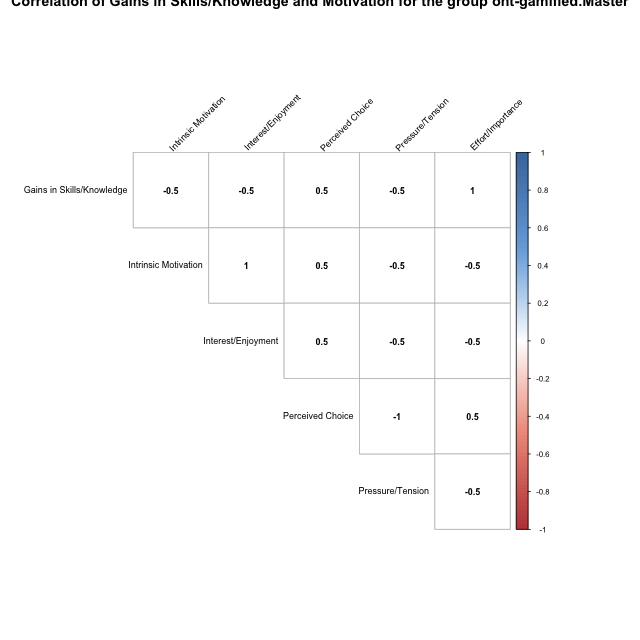 Correlation of Gains in Skills/Knowledge and Motivation for the group ont-gamified.Master
Intrinsic Motivation
Interest/Enjoyment
Perceived Choice
Pressure/Tension
Effort/Importance
Gains in Skills/Knowledge -0.5 -0.5 0.5 -0.5 1
Intrinsic Motivation 1 0.5 -0.5 -0.5
Interest/Enjoyment 0.5 -0.5 -0.5
Perceived Choice -1 0.5
Pressure/Tension -0.5
1
0.8
0.6
0.4
0.2
0
-0.2
-0.4
-0.6
-0.8
-1